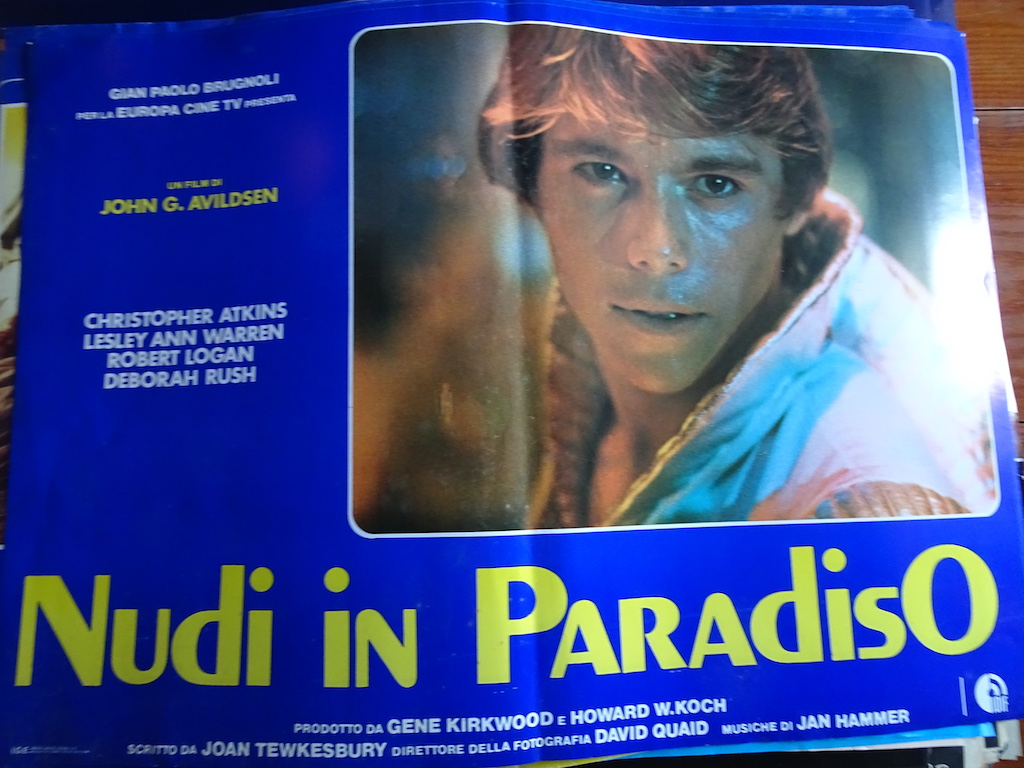 GIAN PAOLO BRUGNOLI
PER LA EUROPA CINE TV PRESENTA
UN FILM DI
JOHN G. AVILDSEN
CHRISTOPHER ATKINS
LESLEY ANN WARREN
ROBERT LOGAN
DEBORAH RUSH
NUdi iN PARAdisO
PRODOTTO DA GENE KIRKWOOD E HOWARD W. KOCH
SCRITTO DA JOAN TEWKESBURY DIRETTORE DELLA FOTOGRAFIA DAVID QUAID MUSICHE DI JAN HAMMER